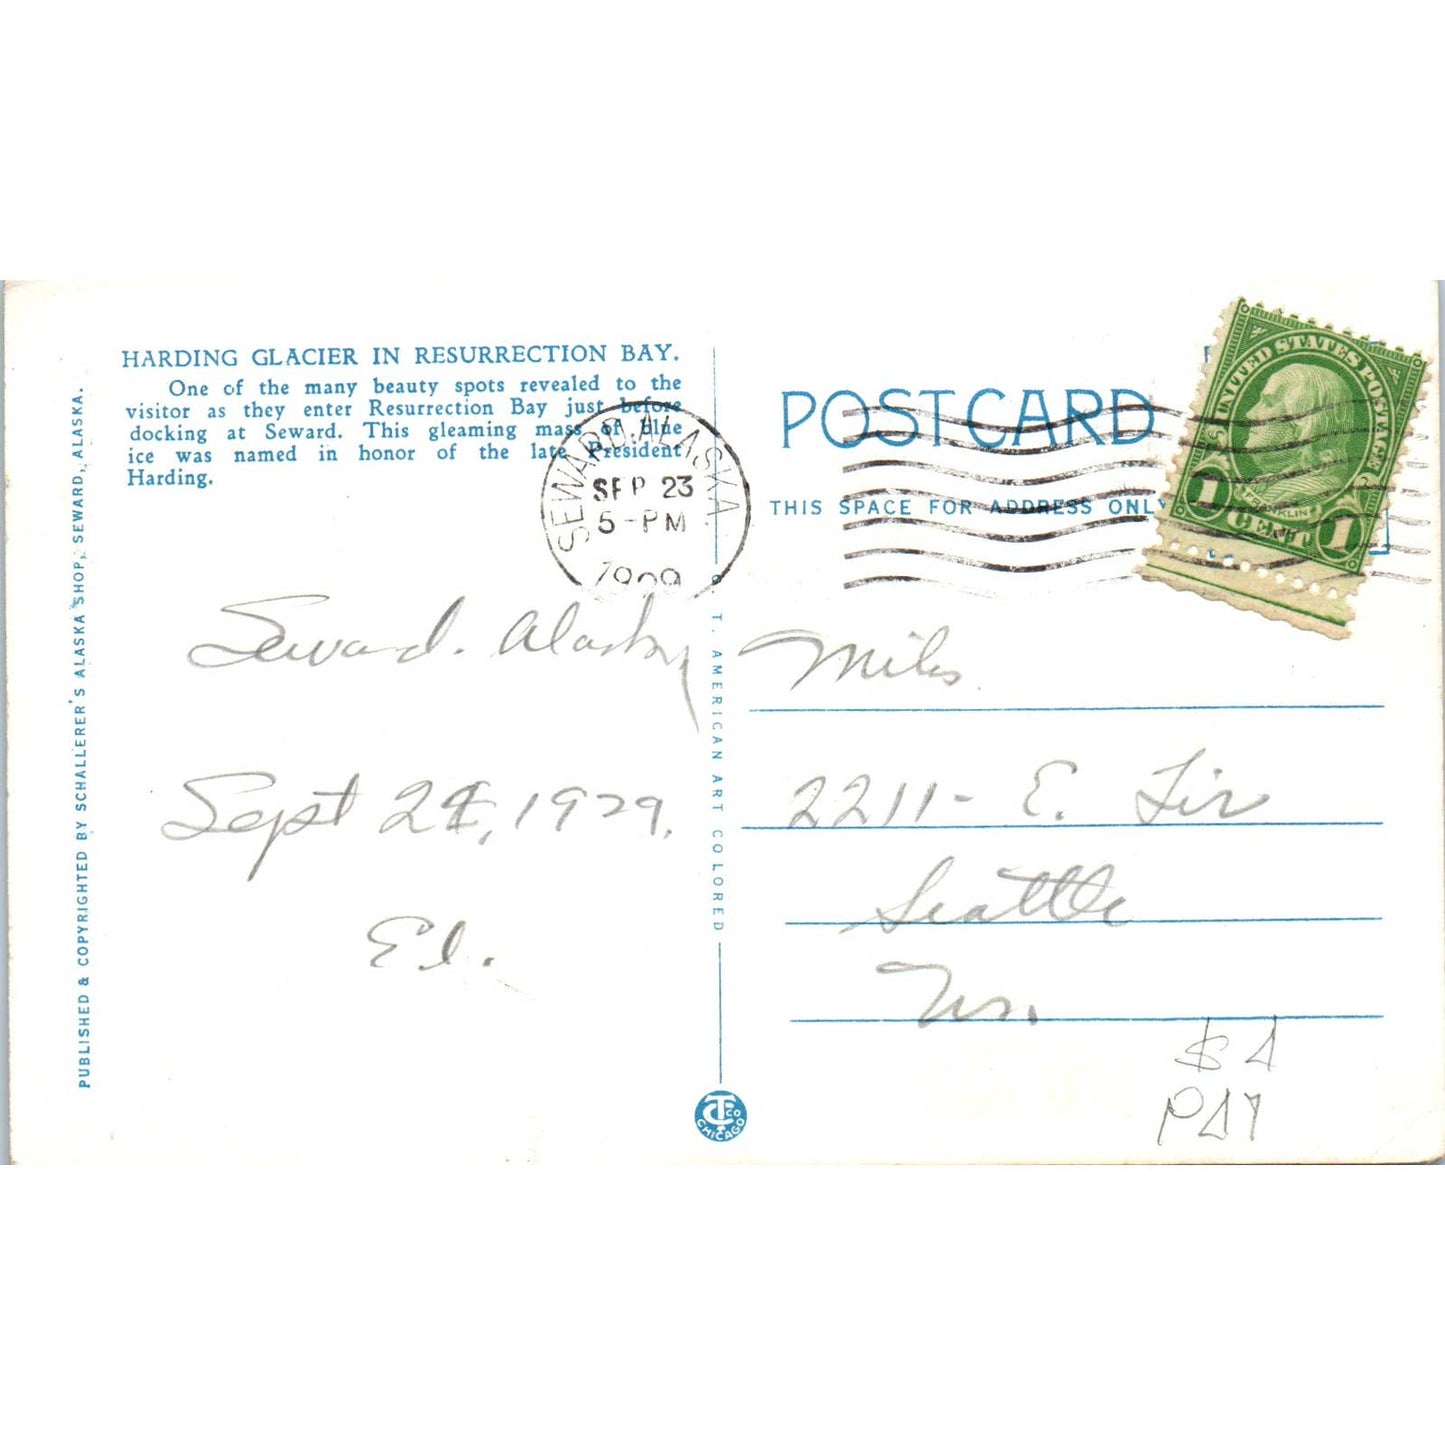 HARDING GLACIER IN RESURRECTION BAY.
One of the many beauty spots revealed to the
visitor as they enter Resurrection Bay just before
docking at Seward. This gleaming mass of blue
ice was named in honor of the late President
Harding.
PUBLISHED & COPYRIGHTED BY SCHALLERER'S ALASKA SHOP, SEWARD, ALASKA.
SEWARD, ALASKA.
SEP 23
5-PM
Seward. Alaska
Sept 24, 1929.
E.l.
T. AMERICAN ART COLORED
CTCO
CHICAGO
POST CARD
THIS SPACE FOR ADDRESS ONLY
UNITED STATES POSTAGE
FRANKLIN
1 CENT 1
Miles
2211- E. Fir
Seattle
Wn.
$4
PAY